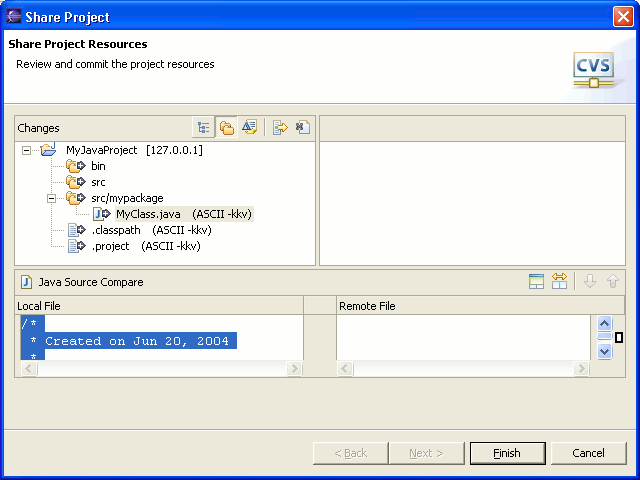 Share Project
Share Project Resources
Review and commit the project resources
CVS
Changes
MyJavaProject [127.0.0.1]
bin
src
src/mypackage
MyClass.java (ASCII -kkv)
.classpath (ASCII -kkv)
.project (ASCII -kkv)
Java Source Compare
Local File Remote File
/*
* Created on Jun 20, 2004
*
< Back Next > Finish Cancel